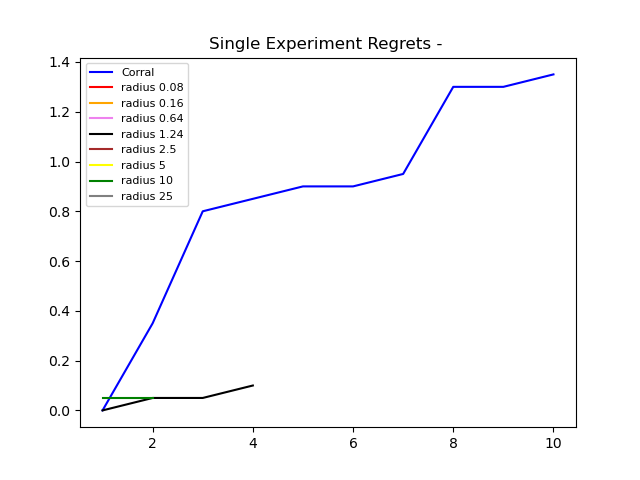 Single Experiment Regrets -
1.4
1.2
1.0
0.8
0.6
0.4
0.2
0.0
Corral
radius 0.08
radius 0.16
radius 0.64
radius 1.24
radius 2.5
radius 5
radius 10
radius 25
2 4 6 8 10